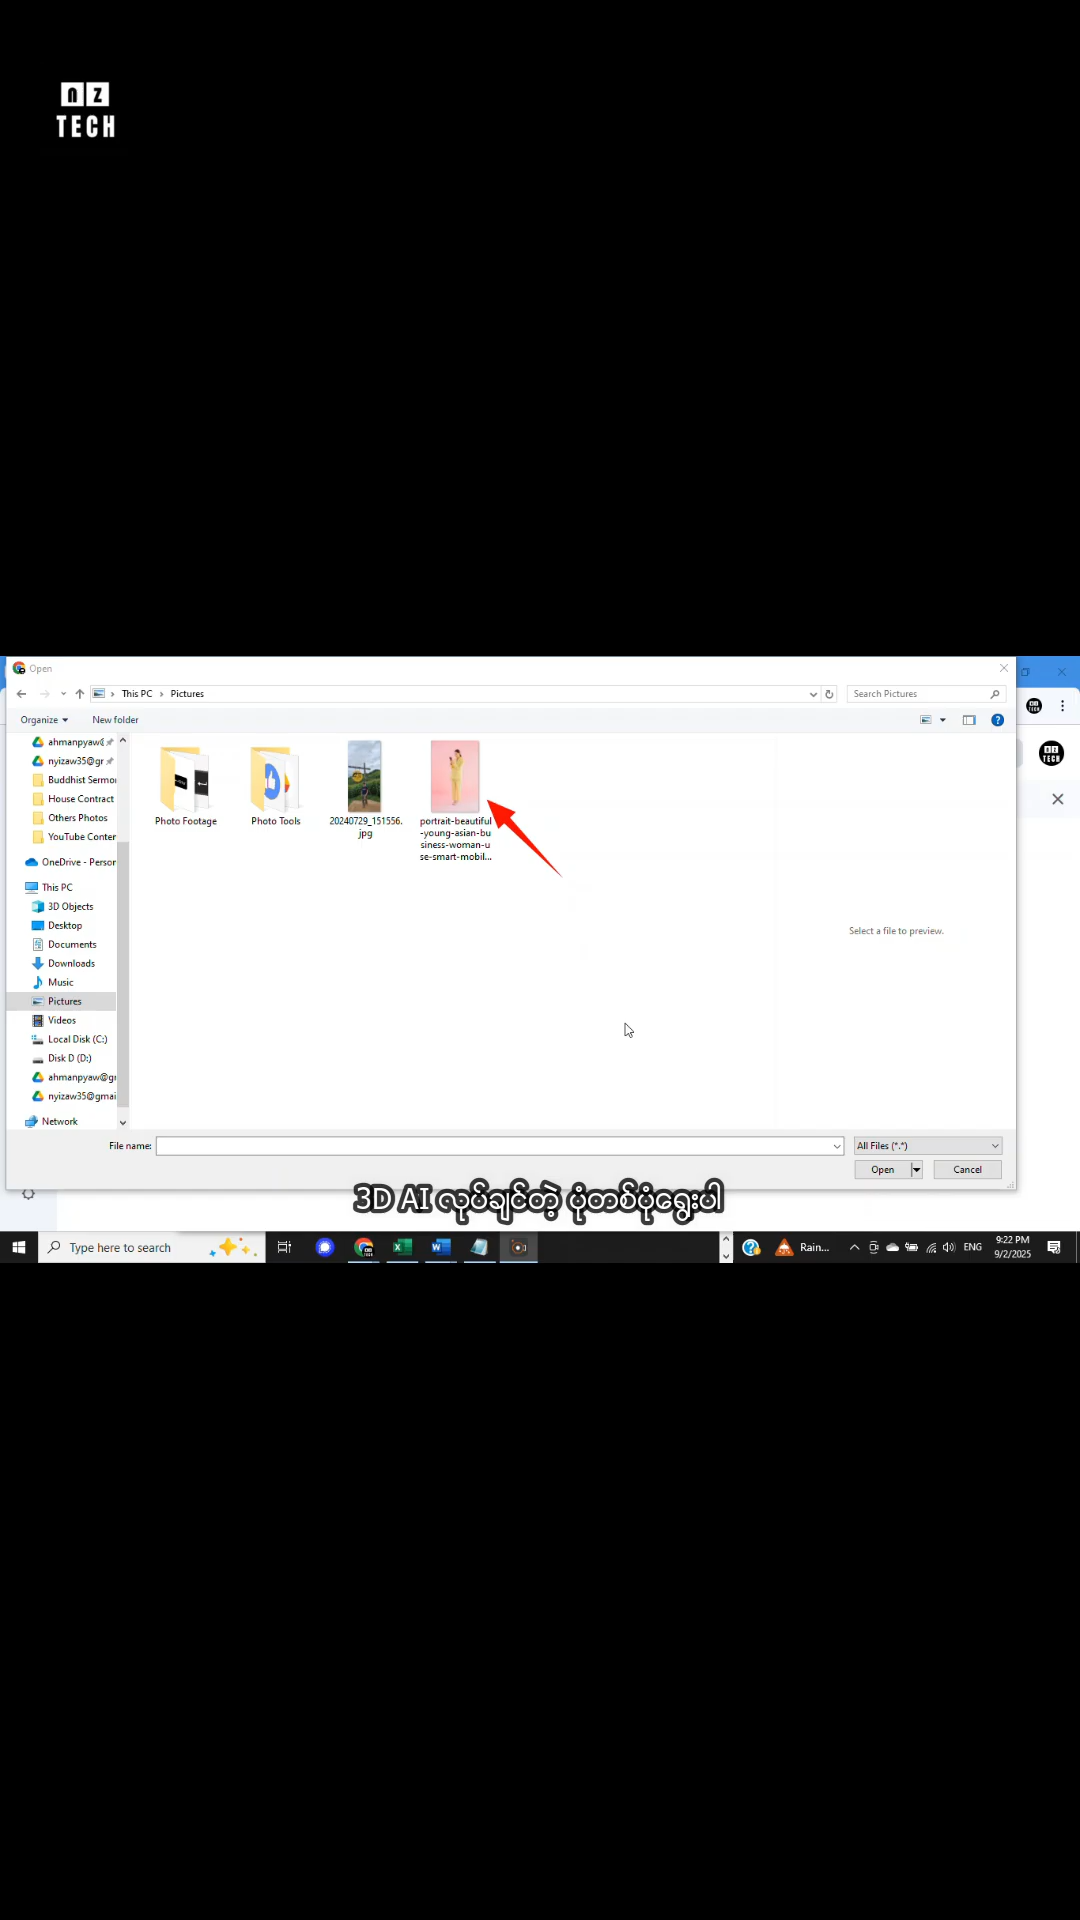 nz
TECH
Open
This PC > Pictures
Search Pictures
Organize
New folder
nyizaw35@gr
Buddhist Sermo
House Contract
Others Photos
YouTube Conter
OneDrive - Person
This PC
3D Objects
Desktop
Documents
Downloads
Music
Pictures
Videos
Local Disk (C:)
Disk D (D:)
ahmanpyaw@gr
nyizaw35@gmai
Network
Photo Footage
Photo Tools
20240729_151556.
jpg
portrait-beautiful
-young-asian-bu
siness-woman-u
se-smart-mobil...
Select a file to preview.
File name:
All Files (*.*)
Open
Cancel
3D AI လုပ်ချင်တဲ့ ပုံတစ်ပုံရွေးပါ
Type here to search
Rain...
ENG
9:22 PM
9/2/2025